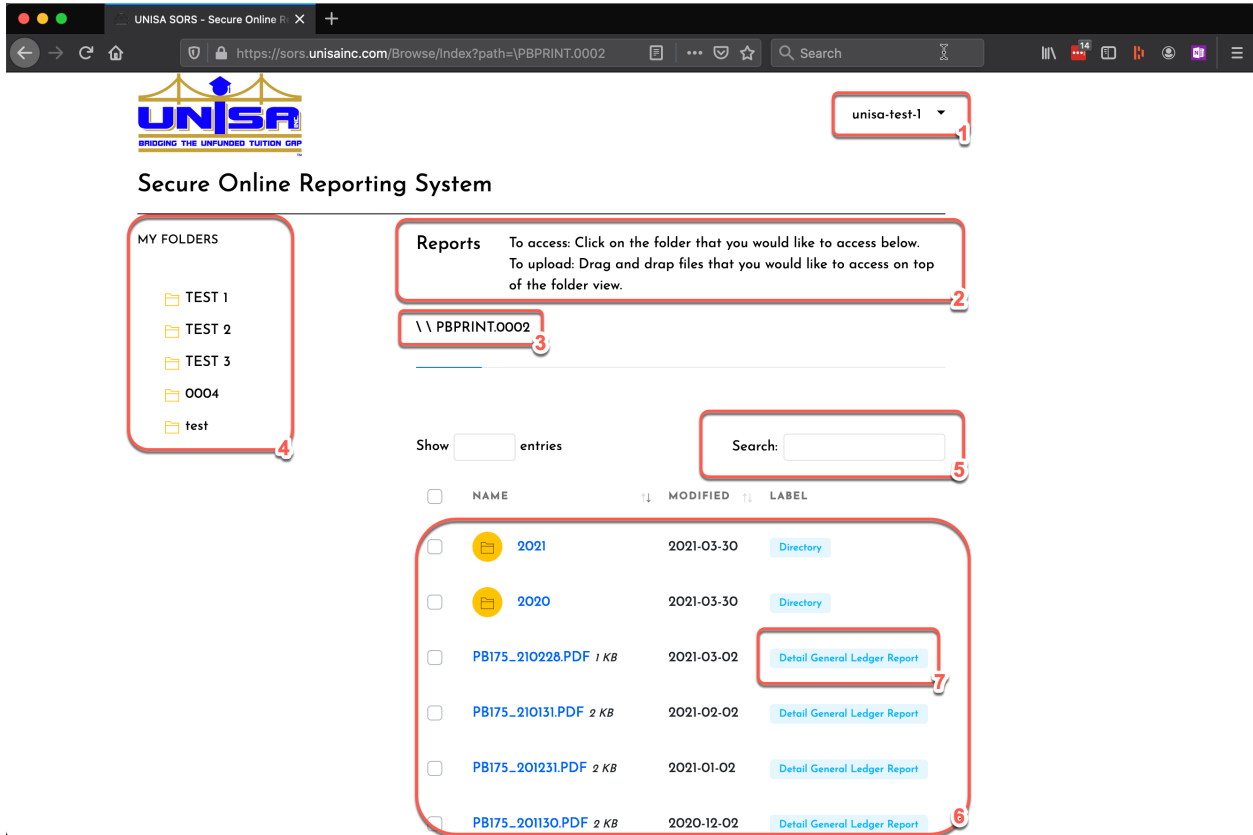 UNISA SORS - Secure Online Re
https://sors.unisainc.com/Browse/Index?path=\PBPRINT.0002
Search
14
UNISA INC
BRIDGING THE UNFUNDED TUITION GAP
TM
unisa-test-1
1
Secure Online Reporting System
MY FOLDERS
TEST 1
TEST 2
TEST 3
0004
test
4
Reports To access: Click on the folder that you would like to access below.
To upload: Drag and drap files that you would like to access on top
of the folder view.
2
\ \ PBPRINT.0002
3
Show entries Search:
5
NAME MODIFIED LABEL
2021 2021-03-30 Directory
2020 2021-03-30 Directory
PB175_210228.PDF 1 KB 2021-03-02 Detail General Ledger Report
7
PB175_210131.PDF 2 KB 2021-02-02 Detail General Ledger Report
PB175_201231.PDF 2 KB 2021-01-02 Detail General Ledger Report
PB175_201130.PDF 2 KB 2020-12-02 Detail General Ledger Report
6